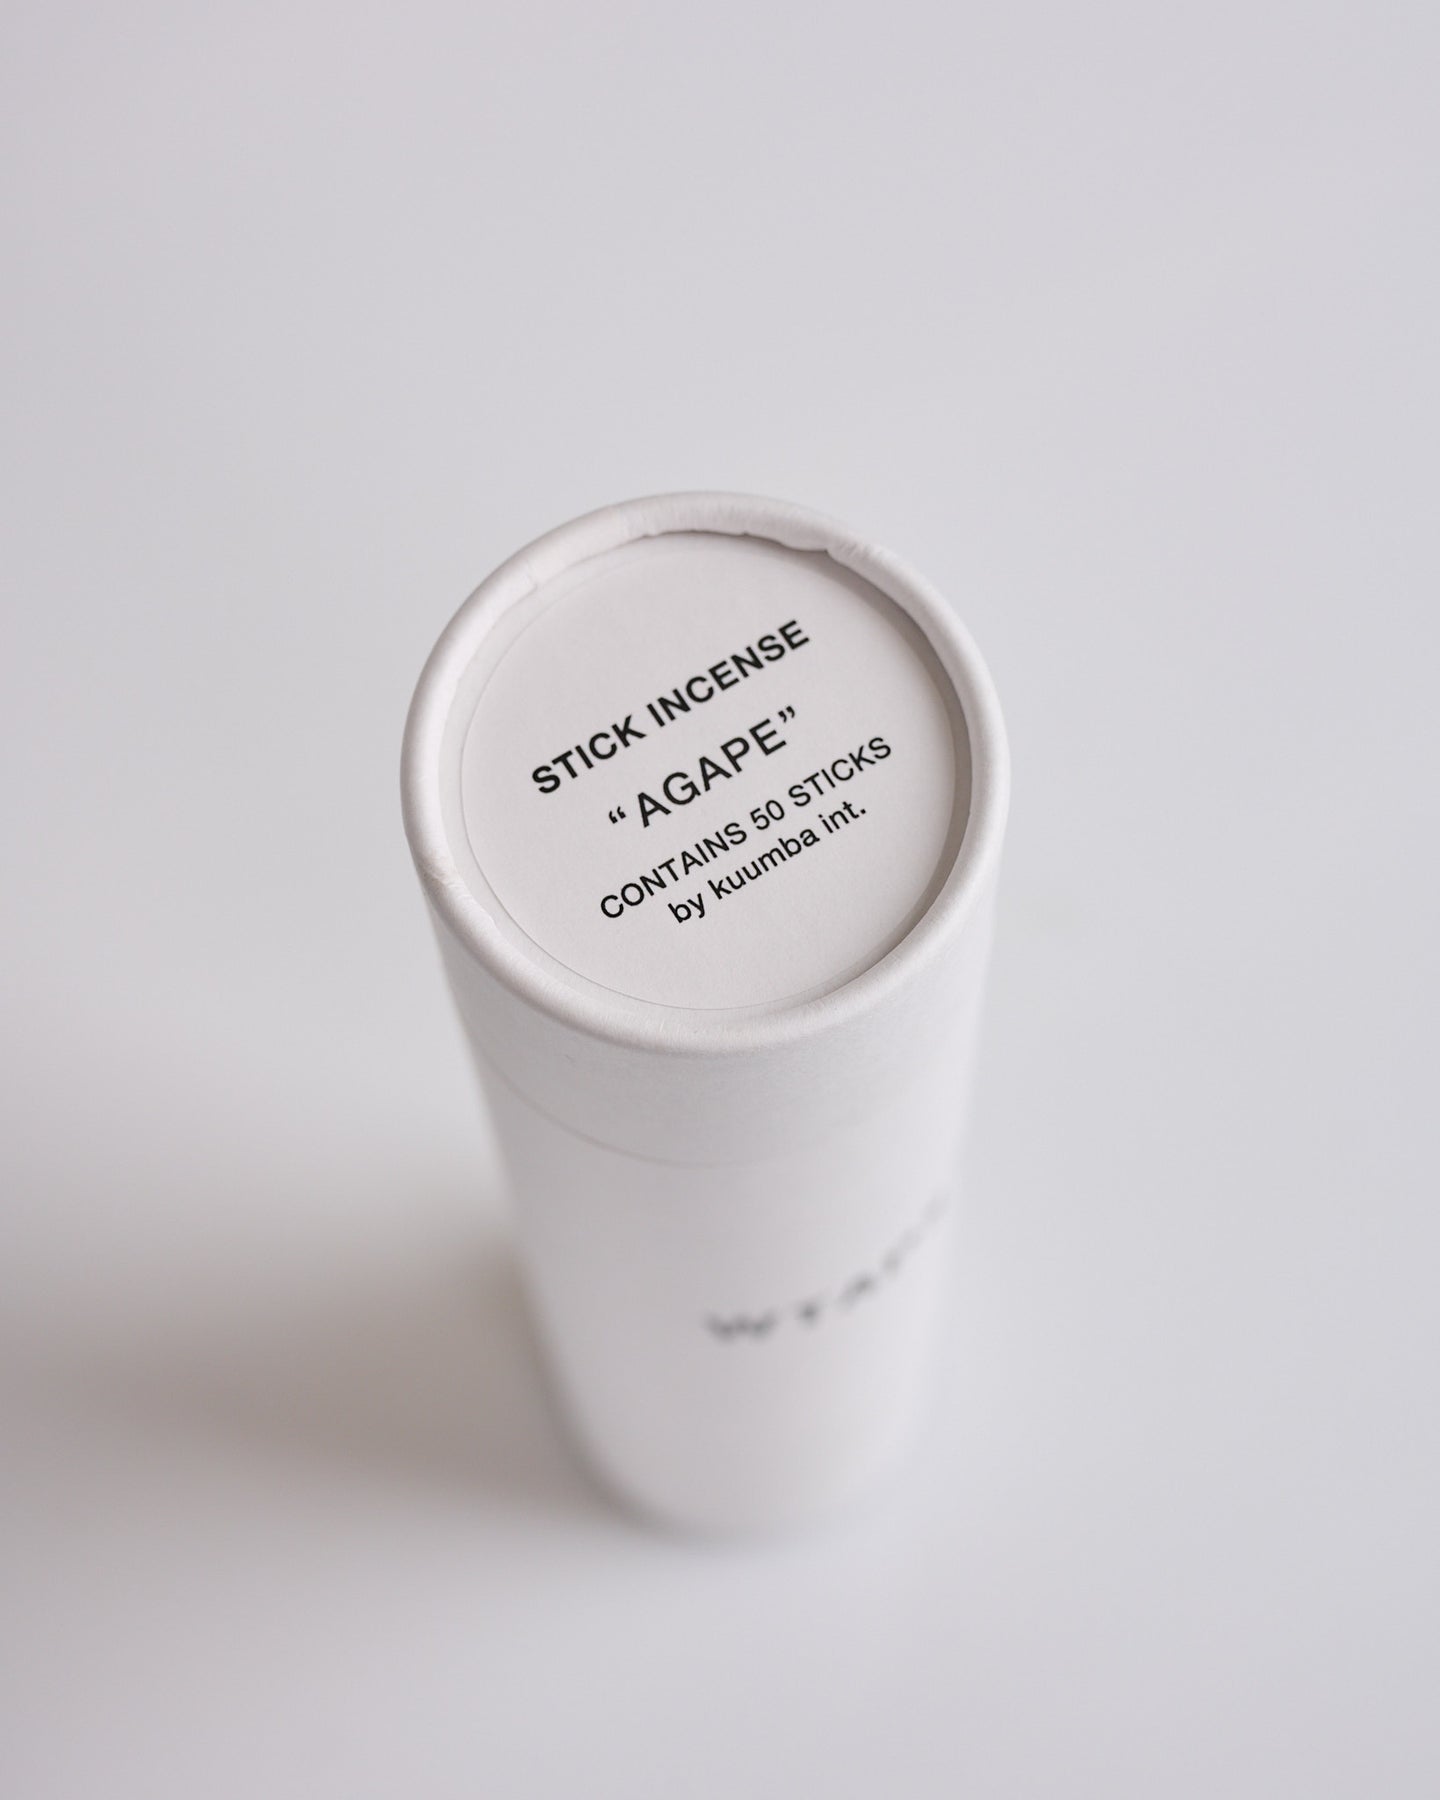 STICK INCENSE
“AGAPE”
CONTAINS 50 STICKS
by kuumba int.